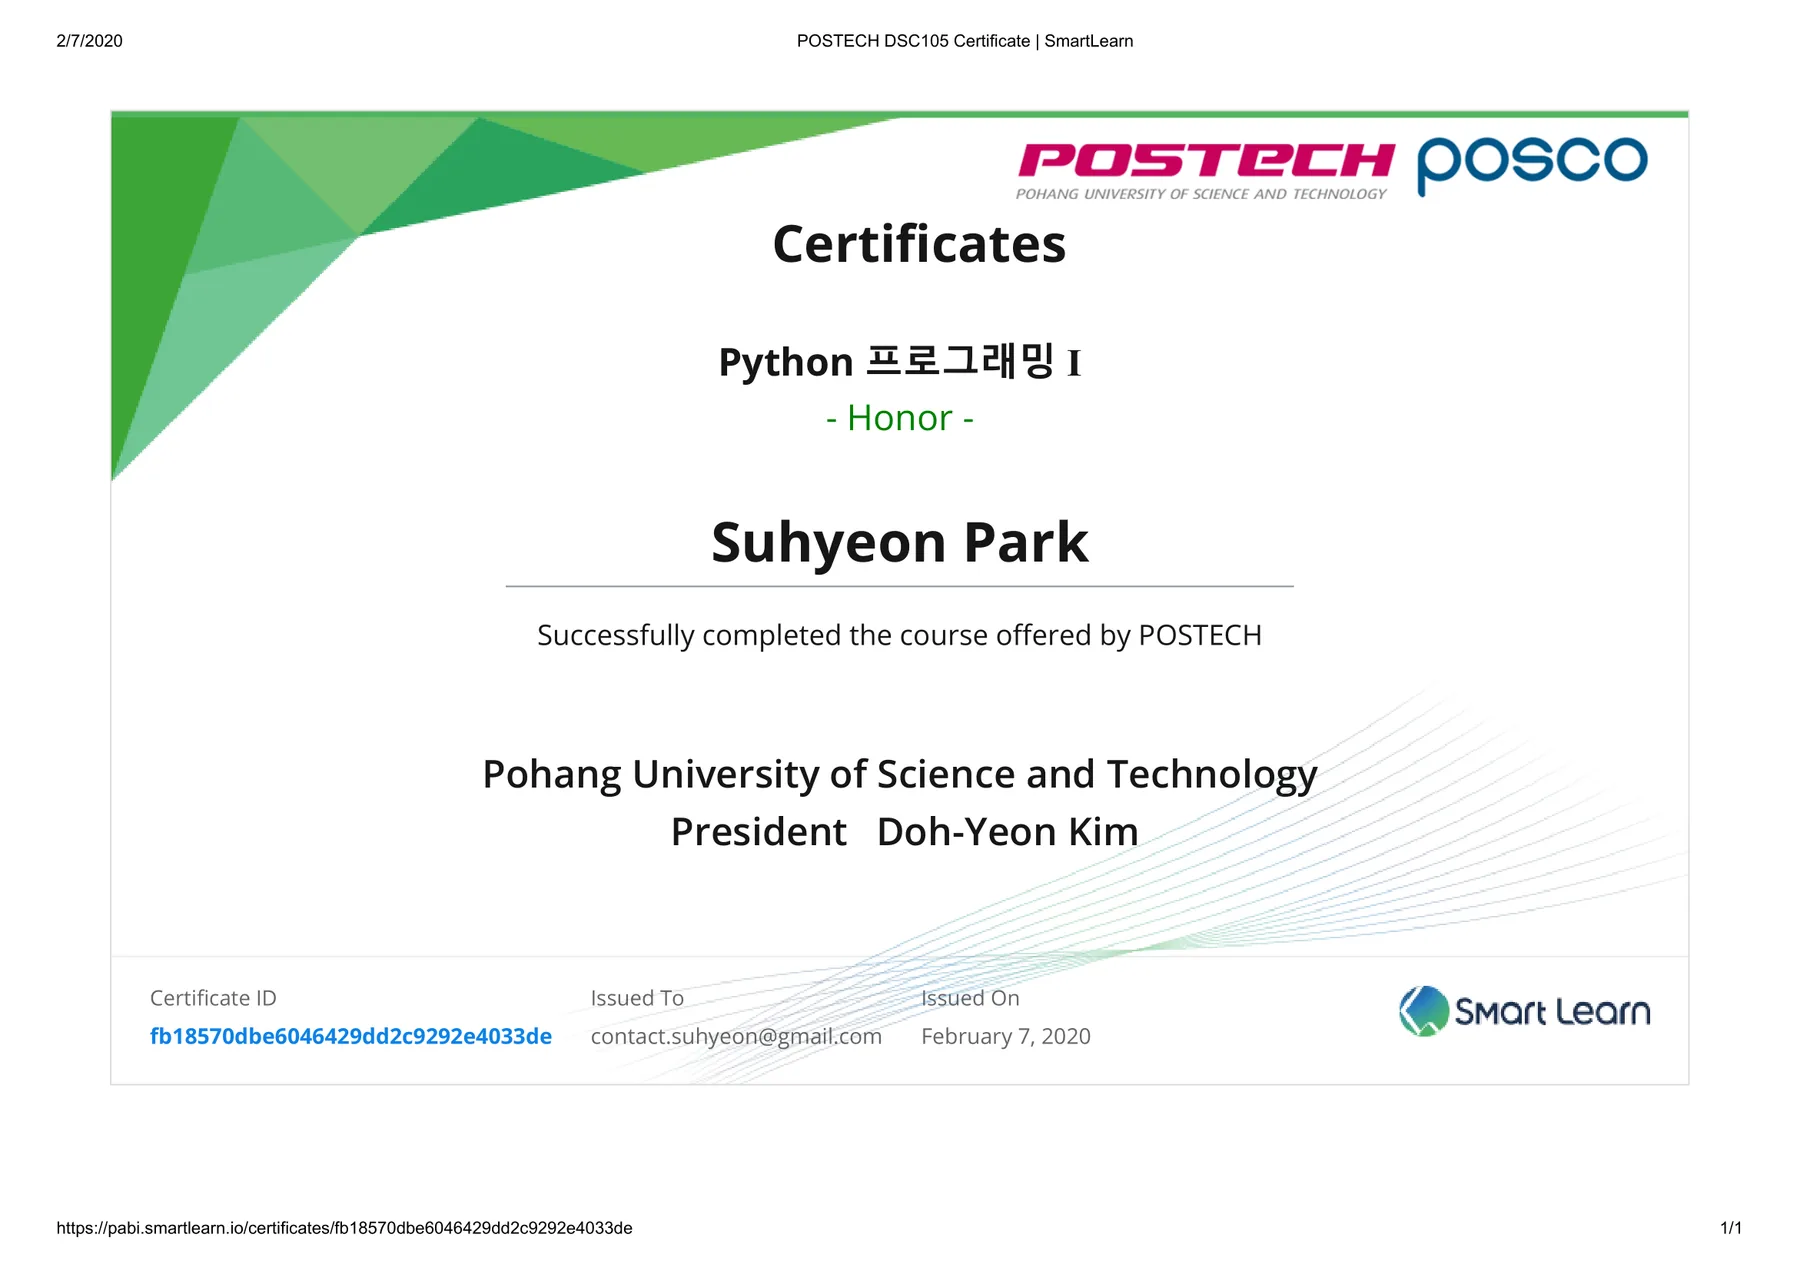 2/7/2020
POSTECH DSC105 Certificate | SmartLearn
POSTECH
POHANG UNIVERSITY OF SCIENCE AND TECHNOLOGY
posco
Certificates
Python 프로그래밍 I
- Honor -
Suhyeon Park
Successfully completed the course offered by POSTECH
Pohang University of Science and Technology
President Doh-Yeon Kim
Certificate ID
fb18570dbe6046429dd2c9292e4033de
Issued To
contact.suhyeon@gmail.com
Issued On
February 7, 2020
Smart Learn
https://pabi.smartlearn.io/certificates/fb18570dbe6046429dd2c9292e4033de
1/1